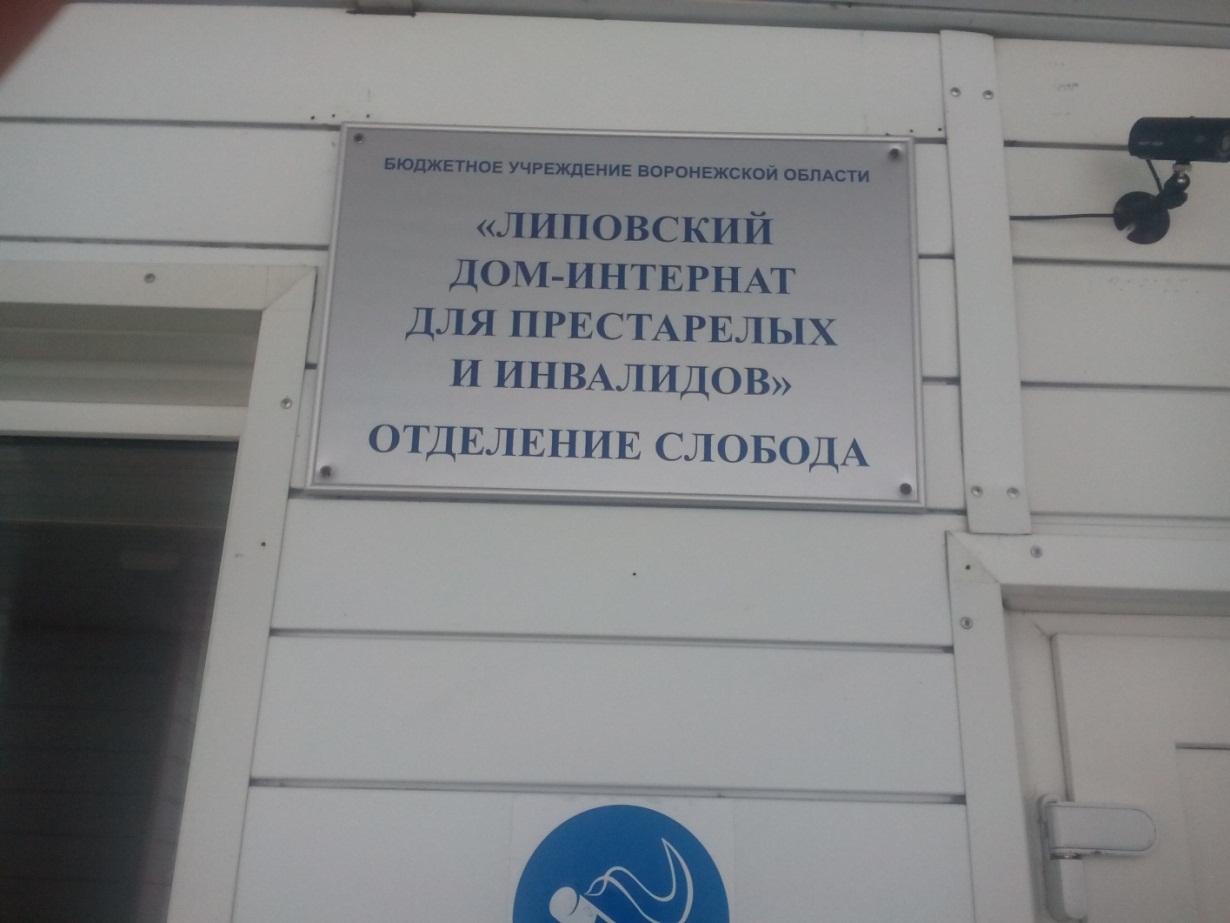 БЮДЖЕТНОЕ УЧРЕЖДЕНИЕ ВОРОНЕЖСКОЙ ОБЛАСТИ
«ЛИПОВСКИЙ
ДОМ-ИНТЕРНАТ
ДЛЯ ПРЕСТАРЕЛЫХ
И ИНВАЛИДОВ»
ОТДЕЛЕНИЕ СЛОБОДА